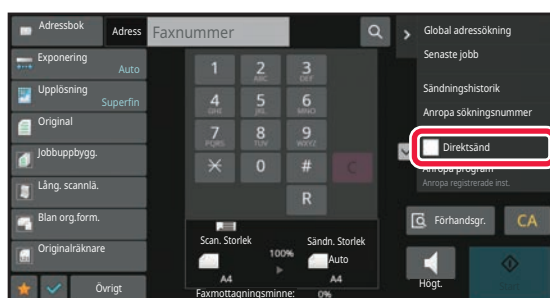 Adressbok
Adress
Faxnummer
Global adressökning
Senaste jobb
Sändningshistorik
Anropa sökningsnummer
Direktsänd
Anropa program
Anropa registrerade inst.
Exponering
Auto
Upplösning
Superfin
Original
Jobbuppbygg.
Lång. scannlä.
Blan org.form.
Originalräknare
Övrigt
1
2
ABC
3
DEF
4
GHI
5
JKL
6
MNO
7
PQRS
8
TUV
9
WXYZ
0
#
C
R
Scan. Storlek
A4
100%
Sändn. Storlek
Auto
A4
Faxmottagningsminne: 0%
Förhandsgr.
CA
Högt.
Start